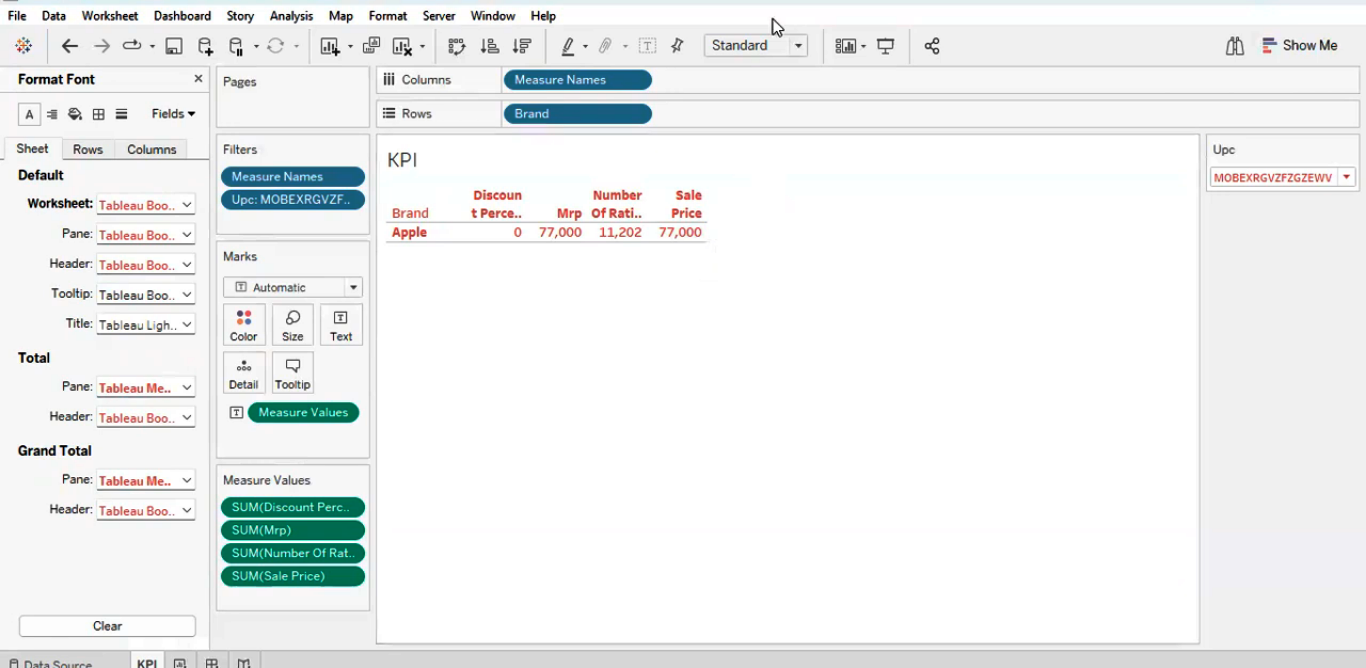 File Data Worksheet Dashboard Story Analysis Map Format Server Window Help
Standard
Show Me
Format Font
Fields
Sheet Rows Columns
Default
Worksheet: Tableau Boo..
Pane: Tableau Boo..
Header: Tableau Boo..
Tooltip: Tableau Boo..
Title: Tableau Ligh..
Total
Pane: Tableau Me..
Header: Tableau Boo..
Grand Total
Pane: Tableau Me..
Header: Tableau Boo..
Clear
Pages
Filters
Measure Names
Upc: MOBEXRGVZF..
Marks
Automatic
Color Size Text
Detail Tooltip
Measure Values
Measure Values
SUM(Discount Perc..
SUM(Mrp)
SUM(Number Of Rat..
SUM(Sale Price)
Columns Measure Names
Rows Brand
KPI
Discoun Number Sale
Brand t Perce.. Mrp Of Rati.. Price
Apple 0 77,000 11,202 77,000
Upc
MOBEXRGVZFZGZEWV
Data Source KPI